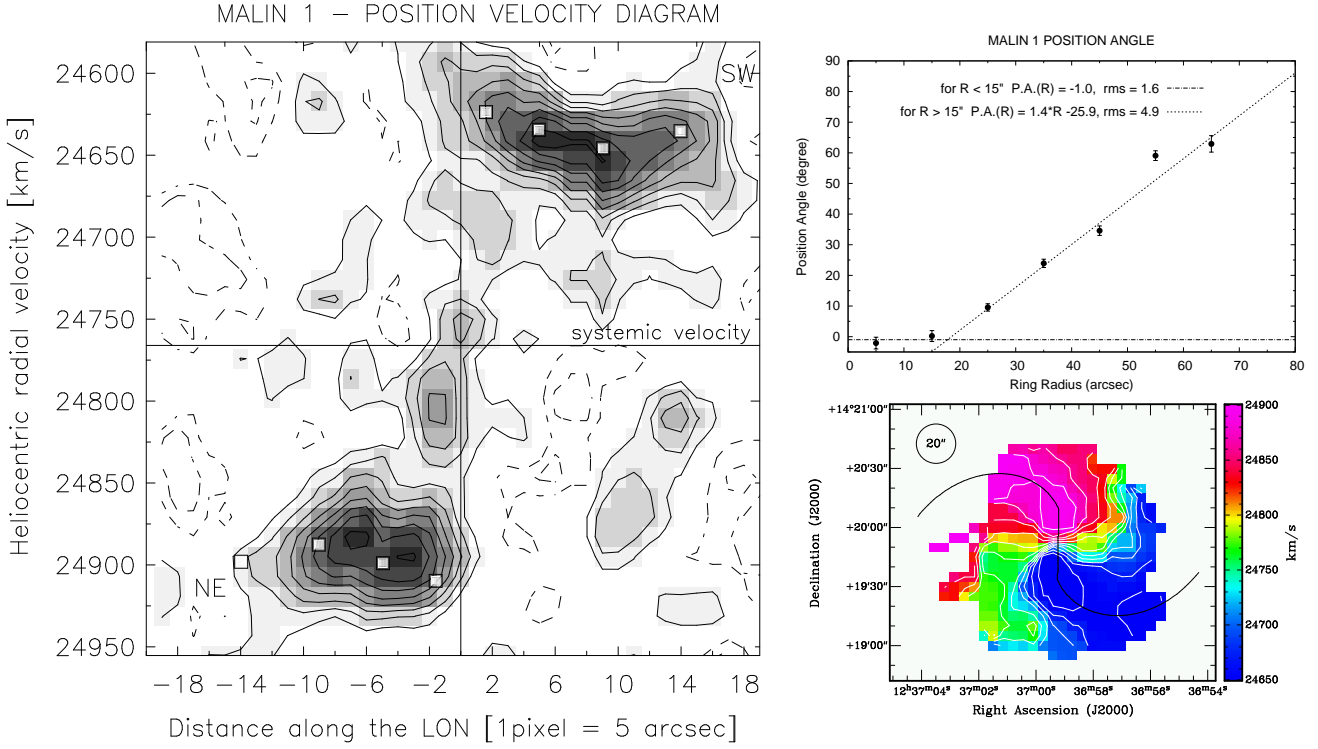 MALIN 1 – POSITION VELOCITY DIAGRAM
Heliocentric radial velocity [km/s]
24600
24650
24700
24750
24800
24850
24900
24950
SW
systemic velocity
NE
−18 −14 −10 −6 −2 2 6 10 14 18
Distance along the LON [1pixel = 5 arcsec]
MALIN 1 POSITION ANGLE
Position Angle (degree)
90
80
70
60
50
40
30
20
10
0
for R < 15" P.A.(R) = -1.0, rms = 1.6
for R > 15" P.A.(R) = 1.4*R -25.9, rms = 4.9
0 10 20 30 40 50 60 70 80
Ring Radius (arcsec)
Declination (J2000)
+14°21'00"
+20'30"
+20'00"
+19'30"
+19'00"
20"
12ʰ37ᵐ04ˢ 37ᵐ02ˢ 37ᵐ00ˢ 36ᵐ58ˢ 36ᵐ56ˢ 36ᵐ54ˢ
Right Ascension (J2000)
24900
24850
24800
24750
24700
24650
km/s